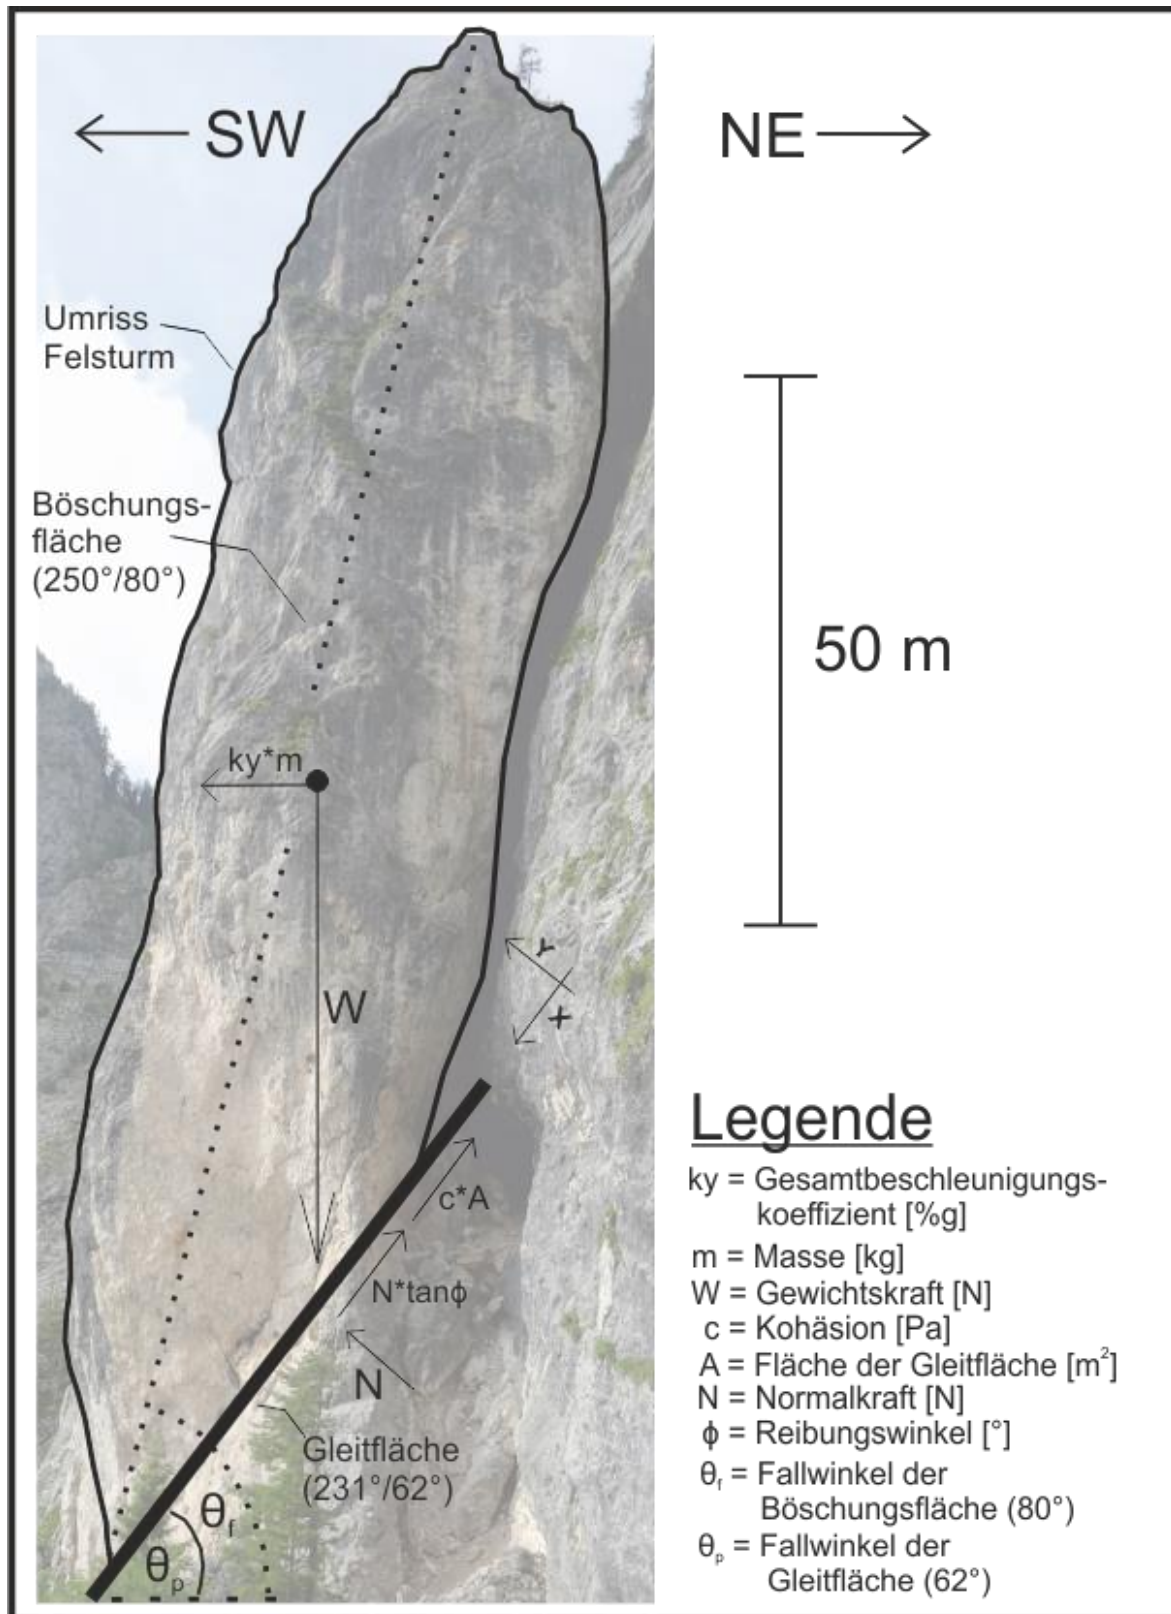 SW
NE
Umriss
Felsturm
Böschungs-
fläche
(250°/80°)
50 m
ky*m
W
Y
X
c*A
N*tanϕ
N
Gleitfläche
(231°/62°)
θf
θp
Legende
ky = Gesamtbeschleunigungs-
koeffizient [%g]
m = Masse [kg]
W = Gewichtskraft [N]
c = Kohäsion [Pa]
A = Fläche der Gleitfläche [m²]
N = Normalkraft [N]
ϕ = Reibungswinkel [°]
θf = Fallwinkel der
Böschungsfläche (80°)
θp = Fallwinkel der
Gleitfläche (62°)